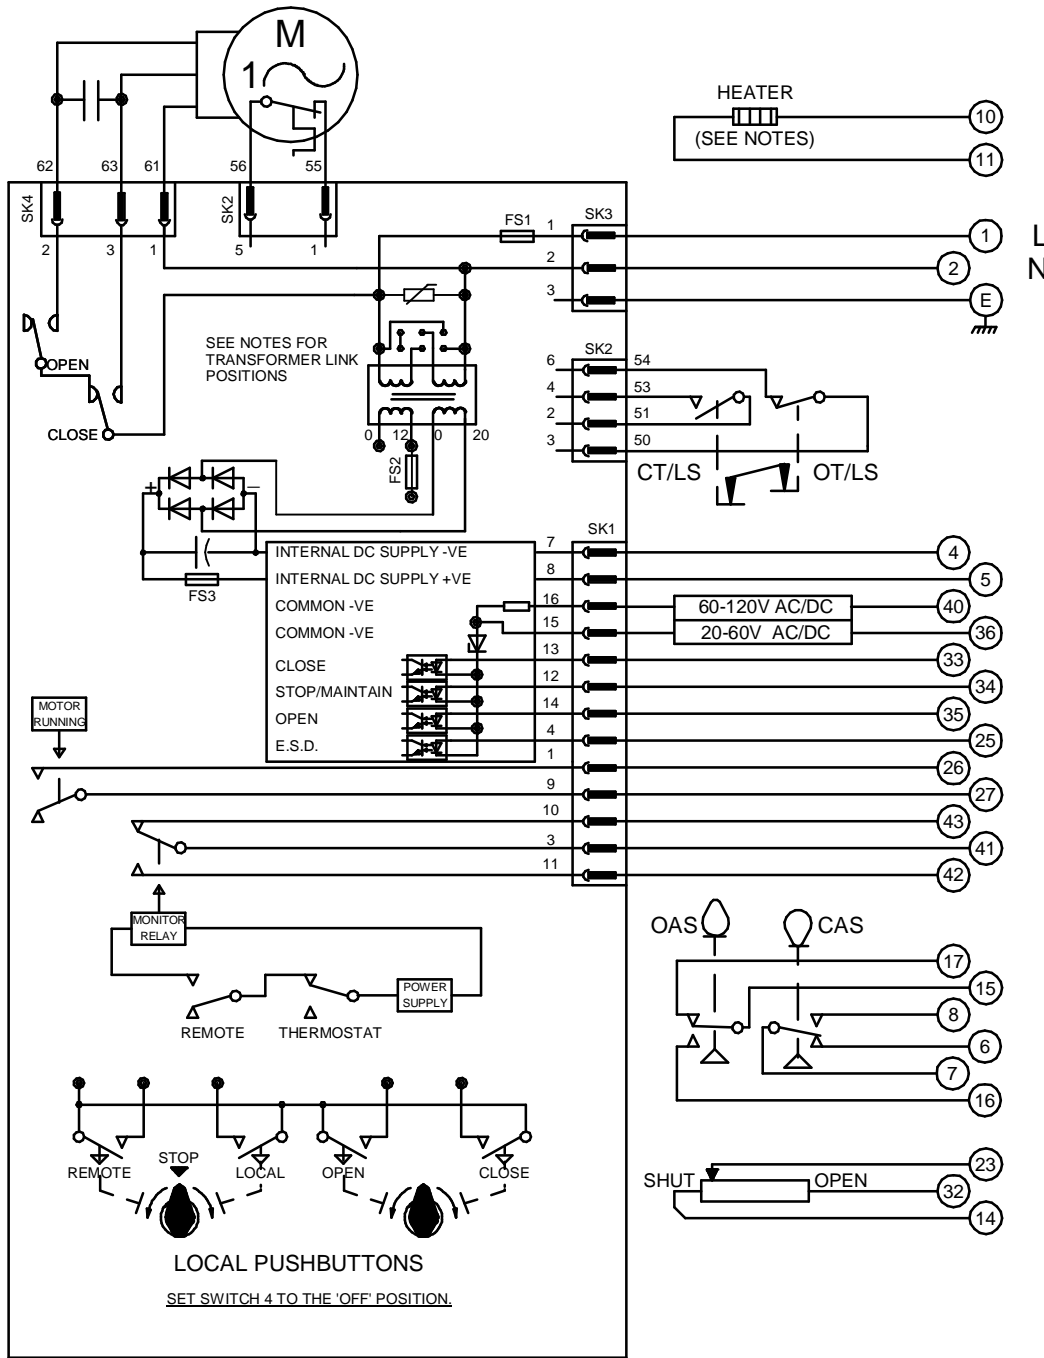 M
1
HEATER
(SEE NOTES)
10
11
62 63 61 56 55
SK4
SK2
2 3 1 5 1
FS1
SK3
1
1
L
2
2
N
3
E
SEE NOTES FOR
TRANSFORMER LINK
POSITIONS
OPEN
CLOSE
SK2
6 54
4 53
2 51
3 50
CT/LS OT/LS
0 12 0 20
FS2
+ −
FS3
SK1
INTERNAL DC SUPPLY -VE 7 4
INTERNAL DC SUPPLY +VE 8 5
COMMON -VE 16 60-120V AC/DC 40
COMMON -VE 15 20-60V AC/DC 36
CLOSE 13 33
STOP/MAINTAIN 12 34
OPEN 14 35
E.S.D. 4 25
MOTOR
RUNNING
1 26
9 27
10 43
3 41
11 42
MONITOR
RELAY
POWER
SUPPLY
REMOTE THERMOSTAT
OAS CAS
17
15
8
6
7
16
REMOTE STOP LOCAL OPEN CLOSE
SHUT OPEN
23
32
14
LOCAL PUSHBUTTONS
SET SWITCH 4 TO THE 'OFF' POSITION.